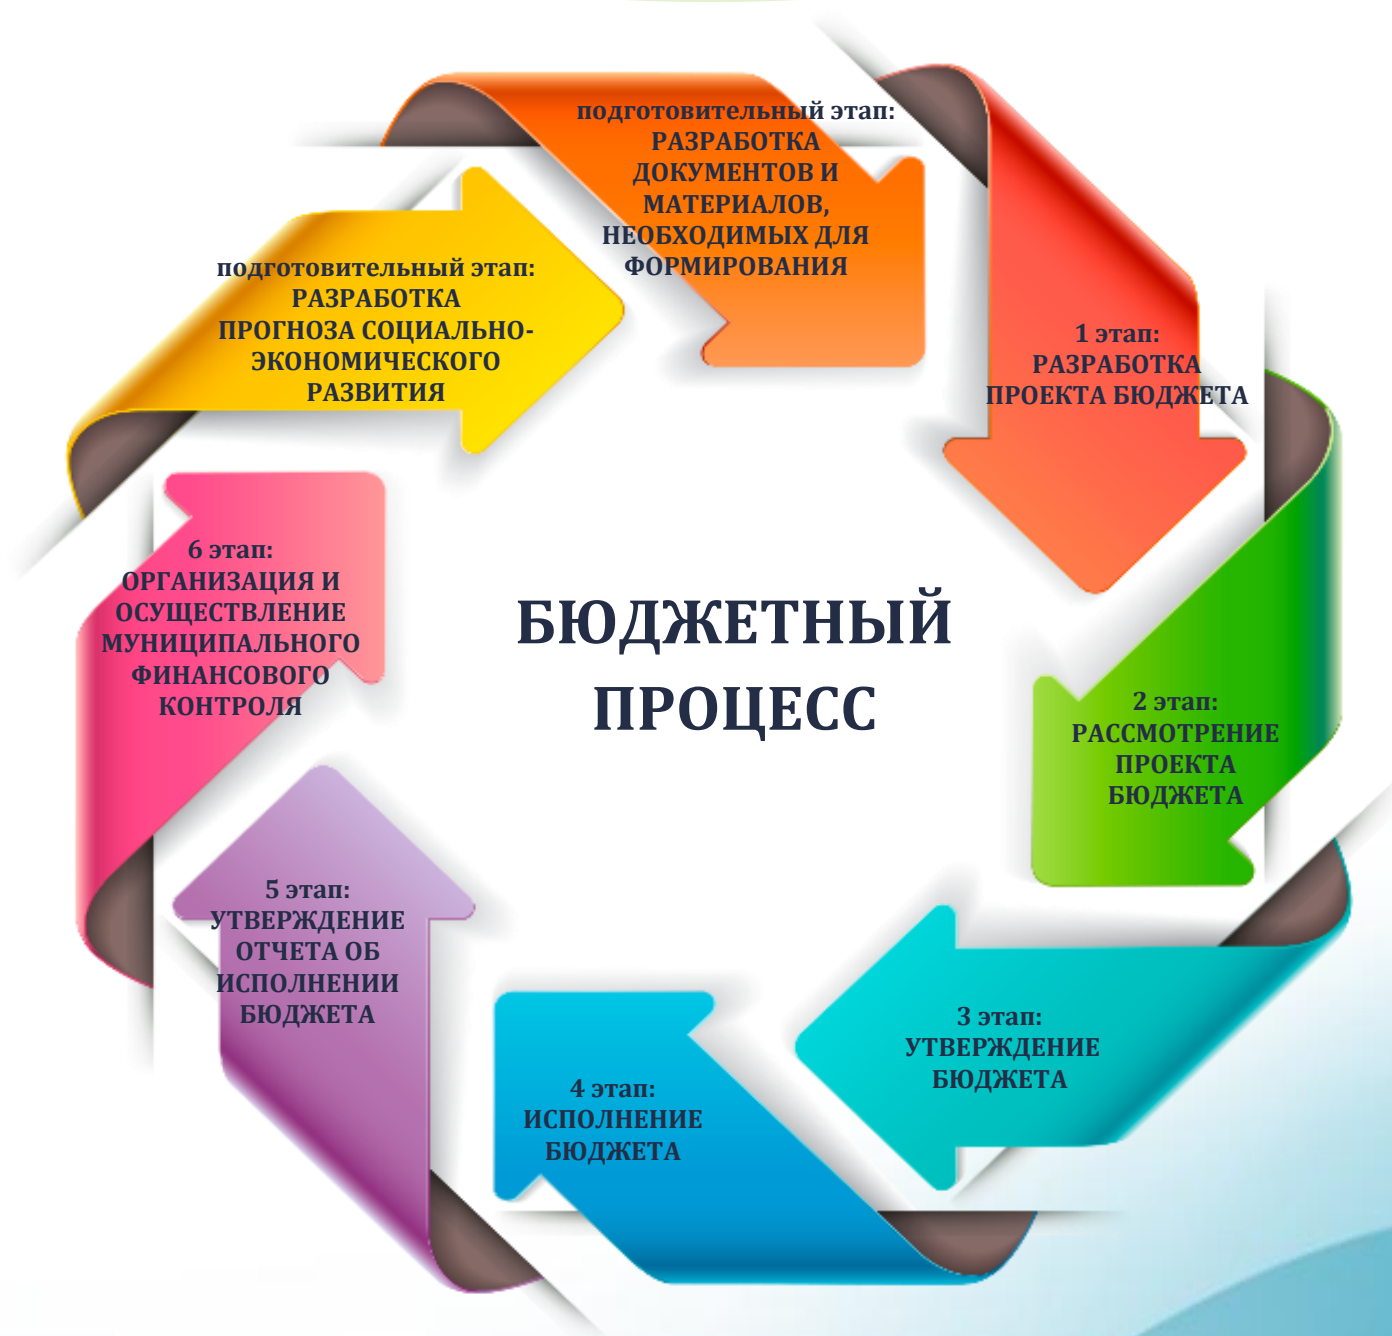 БЮДЖЕТНЫЙ
ПРОЦЕСС
подготовительный этап:
РАЗРАБОТКА
ПРОГНОЗА СОЦИАЛЬНО-
ЭКОНОМИЧЕСКОГО
РАЗВИТИЯ
подготовительный этап:
РАЗРАБОТКА
ДОКУМЕНТОВ И
МАТЕРИАЛОВ,
НЕОБХОДИМЫХ ДЛЯ
ФОРМИРОВАНИЯ
1 этап:
РАЗРАБОТКА
ПРОЕКТА БЮДЖЕТА
2 этап:
РАССМОТРЕНИЕ
ПРОЕКТА
БЮДЖЕТА
3 этап:
УТВЕРЖДЕНИЕ
БЮДЖЕТА
4 этап:
ИСПОЛНЕНИЕ
БЮДЖЕТА
5 этап:
УТВЕРЖДЕНИЕ
ОТЧЕТА ОБ
ИСПОЛНЕНИИ
БЮДЖЕТА
6 этап:
ОРГАНИЗАЦИЯ И
ОСУЩЕСТВЛЕНИЕ
МУНИЦИПАЛЬНОГО
ФИНАНСОВОГО
КОНТРОЛЯ